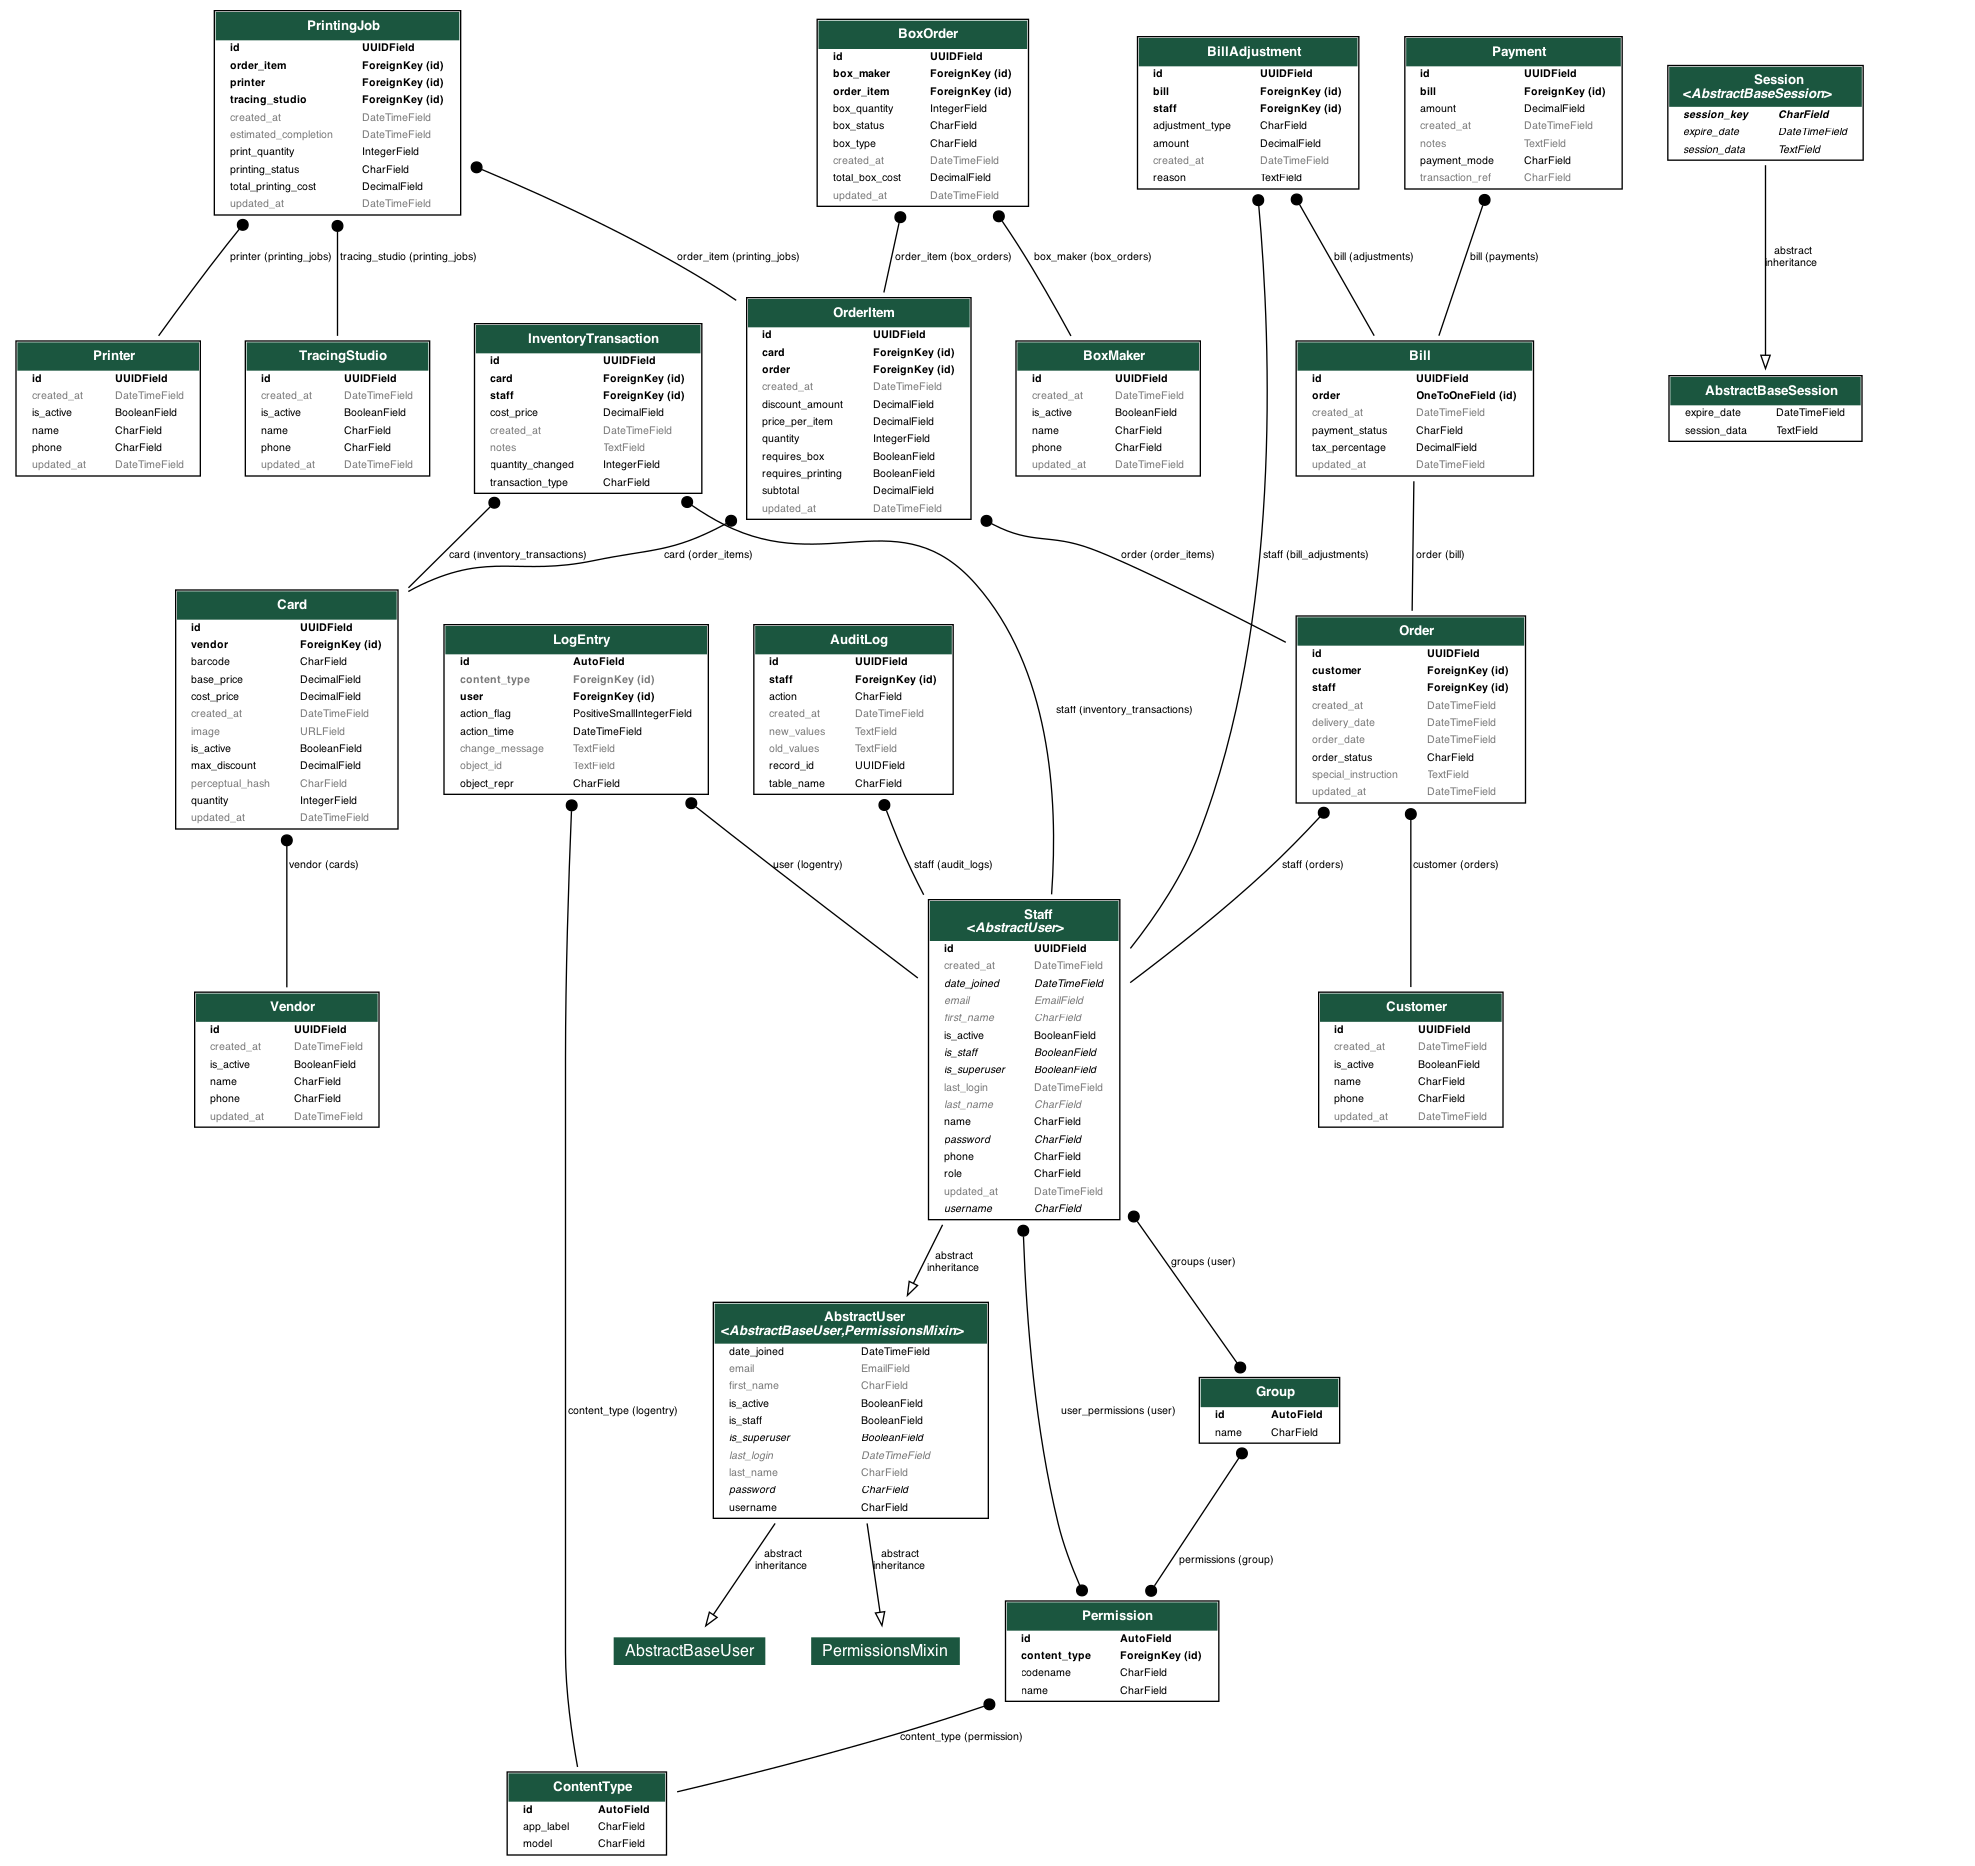 PrintingJob
id UUIDField
order_item ForeignKey (id)
printer ForeignKey (id)
tracing_studio ForeignKey (id)
created_at DateTimeField
estimated_completion DateTimeField
print_quantity IntegerField
printing_status CharField
total_printing_cost DecimalField
updated_at DateTimeField
BoxOrder
id UUIDField
box_maker ForeignKey (id)
order_item ForeignKey (id)
box_quantity IntegerField
box_status CharField
box_type CharField
created_at DateTimeField
total_box_cost DecimalField
updated_at DateTimeField
BillAdjustment
id UUIDField
bill ForeignKey (id)
staff ForeignKey (id)
adjustment_type CharField
amount DecimalField
created_at DateTimeField
reason TextField
Payment
id UUIDField
bill ForeignKey (id)
amount DecimalField
created_at DateTimeField
notes TextField
payment_mode CharField
transaction_ref CharField
Session
<AbstractBaseSession>
session_key CharField
expire_date DateTimeField
session_data TextField
printer (printing_jobs)
tracing_studio (printing_jobs)
order_item (printing_jobs)
order_item (box_orders)
box_maker (box_orders)
bill (adjustments)
bill (payments)
abstract
inheritance
Printer
id UUIDField
created_at DateTimeField
is_active BooleanField
name CharField
phone CharField
updated_at DateTimeField
TracingStudio
id UUIDField
created_at DateTimeField
is_active BooleanField
name CharField
phone CharField
updated_at DateTimeField
InventoryTransaction
id UUIDField
card ForeignKey (id)
staff ForeignKey (id)
cost_price DecimalField
created_at DateTimeField
notes TextField
quantity_changed IntegerField
transaction_type CharField
OrderItem
id UUIDField
card ForeignKey (id)
order ForeignKey (id)
created_at DateTimeField
discount_amount DecimalField
price_per_item DecimalField
quantity IntegerField
requires_box BooleanField
requires_printing BooleanField
subtotal DecimalField
updated_at DateTimeField
BoxMaker
id UUIDField
created_at DateTimeField
is_active BooleanField
name CharField
phone CharField
updated_at DateTimeField
Bill
id UUIDField
order OneToOneField (id)
created_at DateTimeField
payment_status CharField
tax_percentage DecimalField
updated_at DateTimeField
AbstractBaseSession
expire_date DateTimeField
session_data TextField
card (inventory_transactions)
card (order_items)
order (order_items)
staff (bill_adjustments)
order (bill)
Card
id UUIDField
vendor ForeignKey (id)
barcode CharField
base_price DecimalField
cost_price DecimalField
created_at DateTimeField
image URLField
is_active BooleanField
max_discount DecimalField
perceptual_hash CharField
quantity IntegerField
updated_at DateTimeField
LogEntry
id AutoField
content_type ForeignKey (id)
user ForeignKey (id)
action_flag PositiveSmallIntegerField
action_time DateTimeField
change_message TextField
object_id TextField
object_repr CharField
AuditLog
id UUIDField
staff ForeignKey (id)
action CharField
created_at DateTimeField
new_values TextField
old_values TextField
record_id UUIDField
table_name CharField
staff (inventory_transactions)
Order
id UUIDField
customer ForeignKey (id)
staff ForeignKey (id)
created_at DateTimeField
delivery_date DateTimeField
order_date DateTimeField
order_status CharField
special_instruction TextField
updated_at DateTimeField
vendor (cards)
user (logentry)
staff (audit_logs)
staff (orders)
customer (orders)
Staff
<AbstractUser>
id UUIDField
created_at DateTimeField
date_joined DateTimeField
email EmailField
first_name CharField
is_active BooleanField
is_staff BooleanField
is_superuser BooleanField
last_login DateTimeField
last_name CharField
name CharField
password CharField
phone CharField
role CharField
updated_at DateTimeField
username CharField
Vendor
id UUIDField
created_at DateTimeField
is_active BooleanField
name CharField
phone CharField
updated_at DateTimeField
Customer
id UUIDField
created_at DateTimeField
is_active BooleanField
name CharField
phone CharField
updated_at DateTimeField
abstract
inheritance
groups (user)
AbstractUser
<AbstractBaseUser,PermissionsMixin>
date_joined DateTimeField
email EmailField
first_name CharField
is_active BooleanField
is_staff BooleanField
is_superuser BooleanField
last_login DateTimeField
last_name CharField
password CharField
username CharField
content_type (logentry)
user_permissions (user)
Group
id AutoField
name CharField
abstract
inheritance
abstract
inheritance
permissions (group)
AbstractBaseUser
PermissionsMixin
Permission
id AutoField
content_type ForeignKey (id)
codename CharField
name CharField
content_type (permission)
ContentType
id AutoField
app_label CharField
model CharField